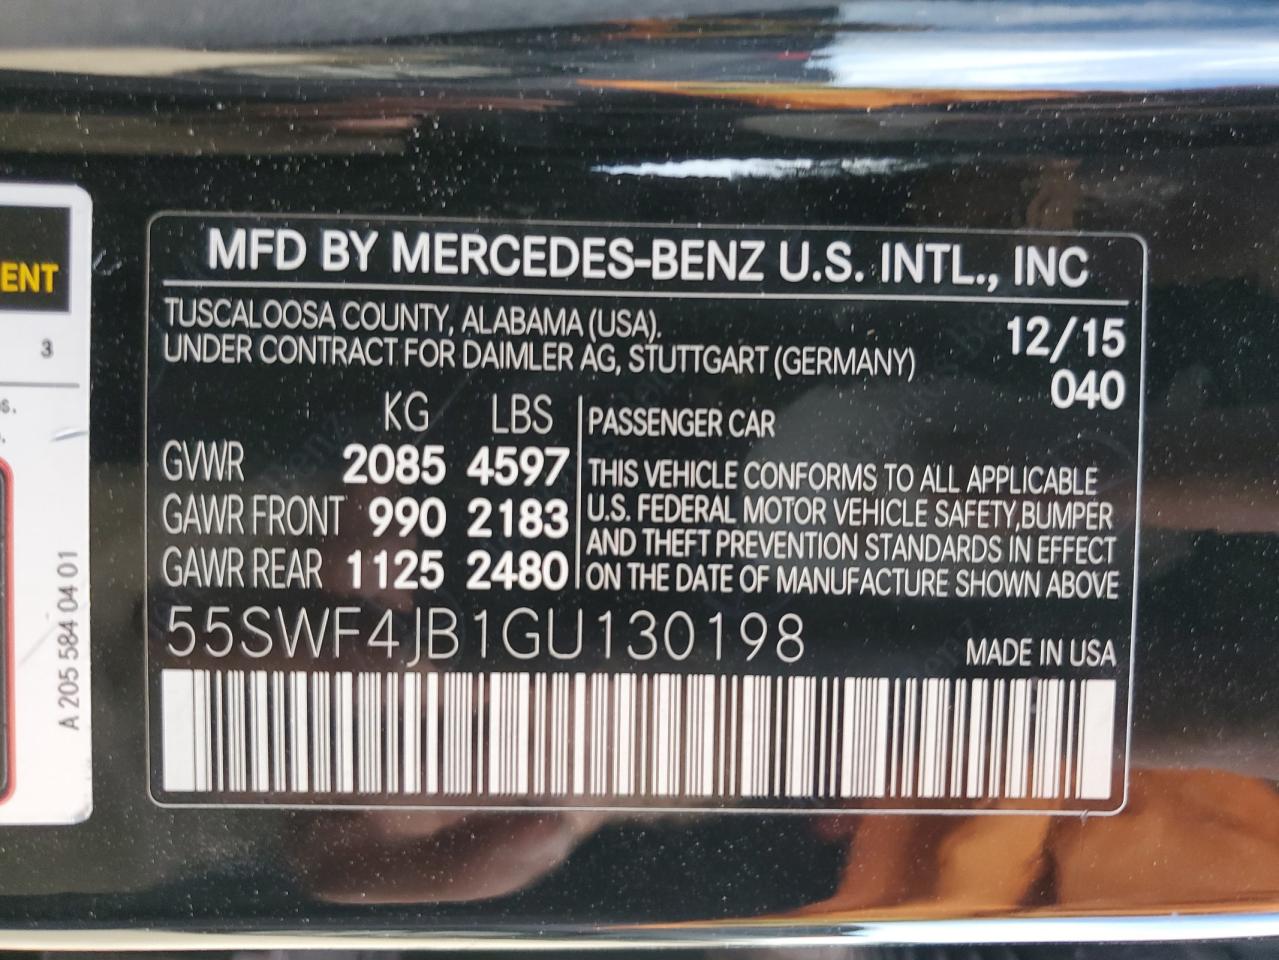 MFD BY MERCEDES-BENZ U.S. INTL., INC
TUSCALOOSA COUNTY, ALABAMA (USA).
UNDER CONTRACT FOR DAIMLER AG, STUTTGART (GERMANY)
12/15
040
KG LBS
GVWR 2085 4597
GAWR FRONT 990 2183
GAWR REAR 1125 2480
PASSENGER CAR
THIS VEHICLE CONFORMS TO ALL APPLICABLE
U.S. FEDERAL MOTOR VEHICLE SAFETY,BUMPER
AND THEFT PREVENTION STANDARDS IN EFFECT
ON THE DATE OF MANUFACTURE SHOWN ABOVE
55SWF4JB1GU130198
MADE IN USA
ENT
3
s.
A 205 584 04 01